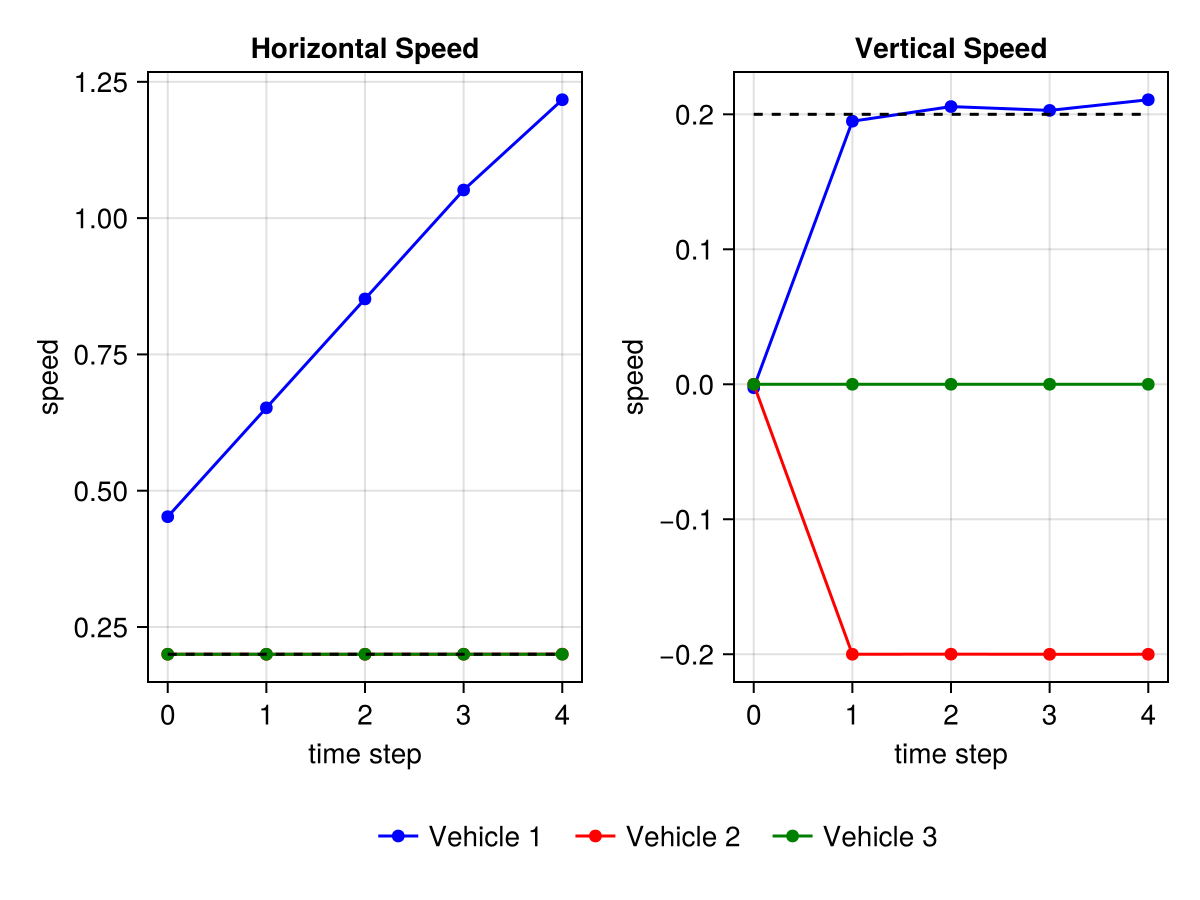 Horizontal Speed
1.25
1.00
0.75
0.50
0.25
speed
0 1 2 3 4
time step
Vertical Speed
0.2
0.1
0.0
−0.1
−0.2
speed
0 1 2 3 4
time step
Vehicle 1 Vehicle 2 Vehicle 3